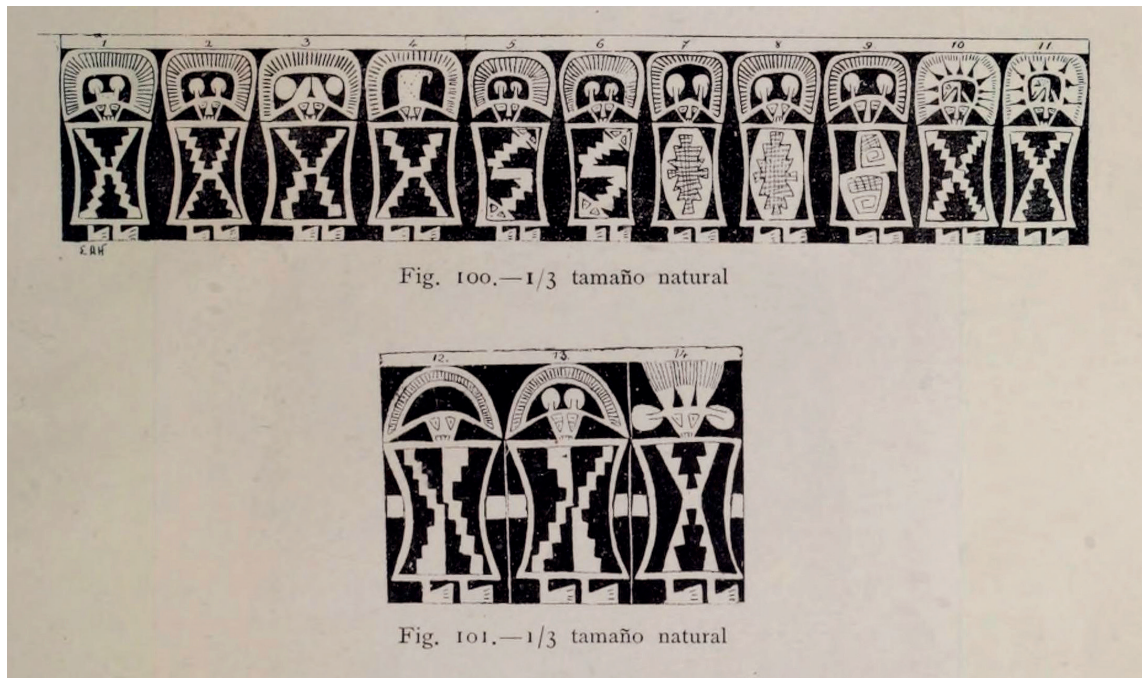 1 2 3 4 5 6 7 8 9 10 11
E A H
Fig. 100.—1/3 tamaño natural
12. 13. 14
Fig. 101.—1/3 tamaño natural